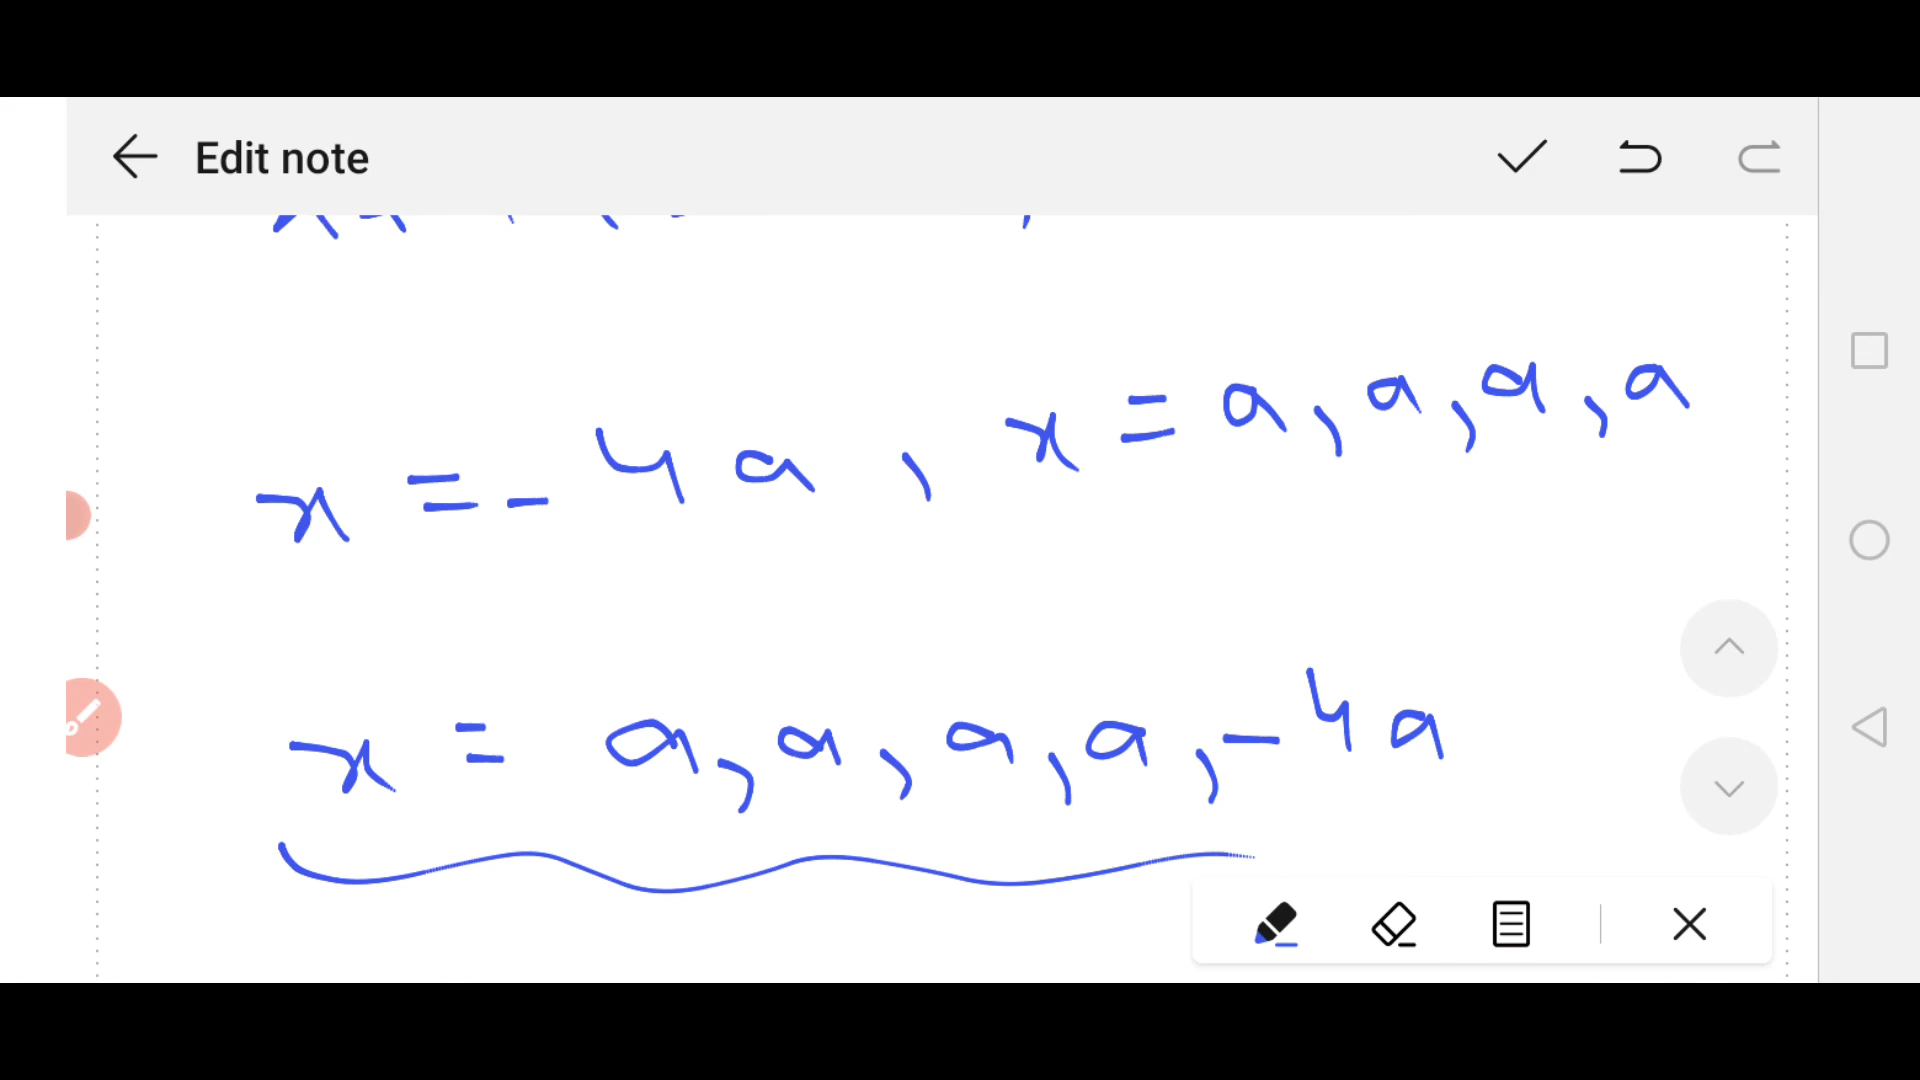 Edit note
x = - 4a , x = a , a , a , a
x = a , a , a , a , - 4a